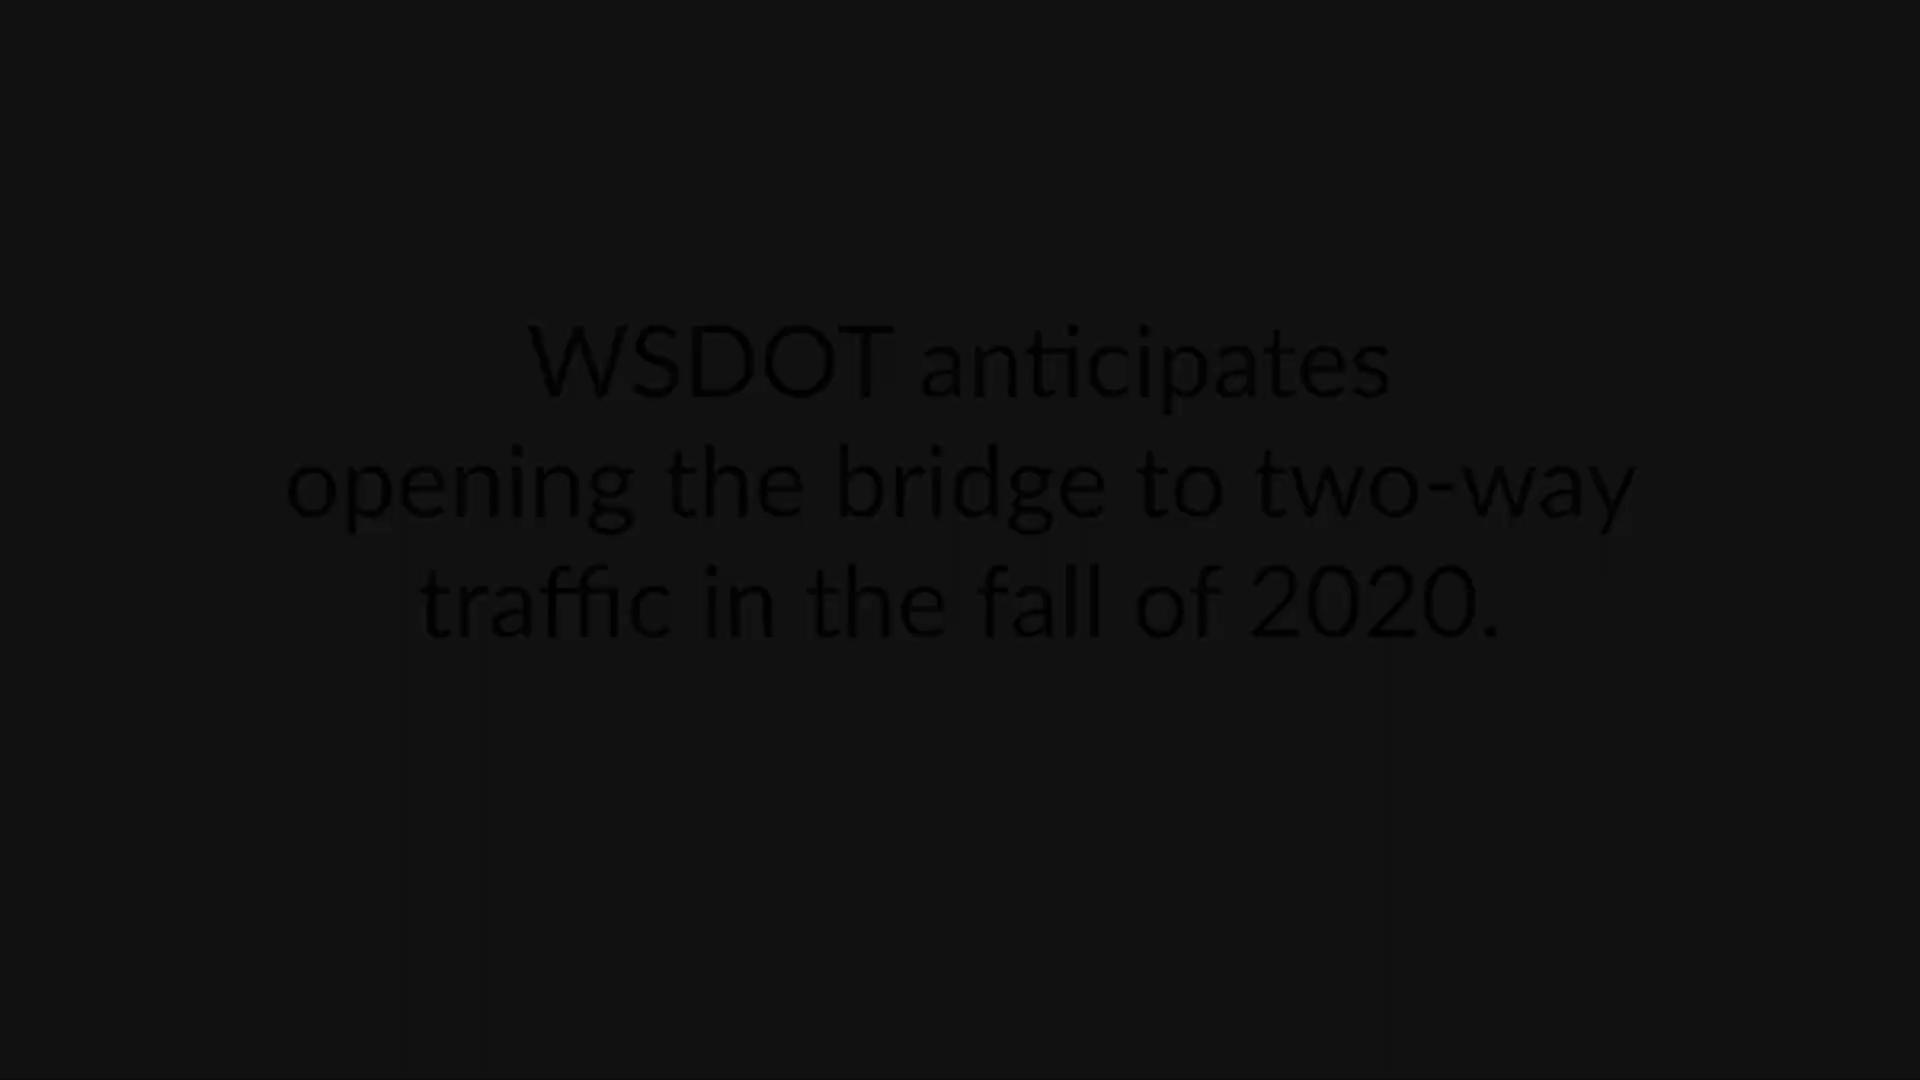 WSDOT anticipates
opening the bridge to two-way
traffic in the fall of 2020.